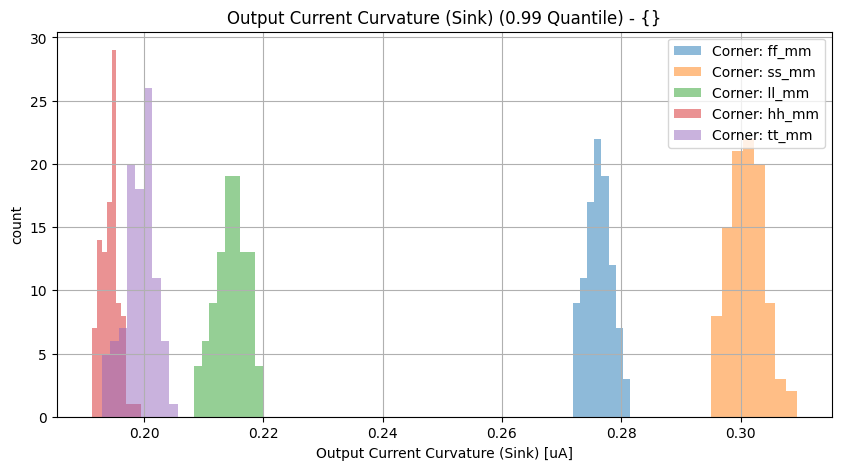 Output Current Curvature (Sink) (0.99 Quantile) - {}
30
25
20
15
10
5
0
count
Corner: ff_mm
Corner: ss_mm
Corner: ll_mm
Corner: hh_mm
Corner: tt_mm
0.20 0.22 0.24 0.26 0.28 0.30
Output Current Curvature (Sink) [uA]